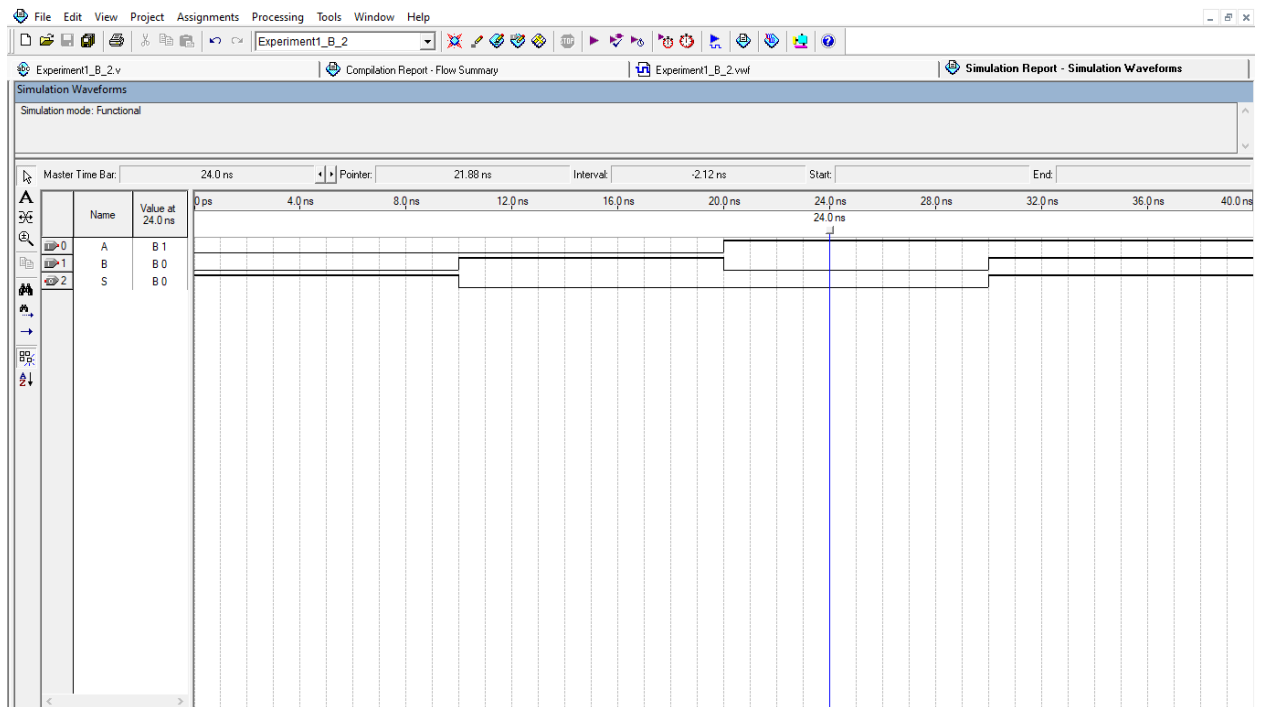 File Edit View Project Assignments Processing Tools Window Help
Experiment1_B_2
STOP
abc Experiment1_B_2.v
Compilation Report - Flow Summary
Experiment1_B_2.vwf
Simulation Report - Simulation Waveforms
Simulation Waveforms
Simulation mode: Functional
Master Time Bar: 24.0 ns Pointer: 21.88 ns Interval: -2.12 ns Start: End:
A
Name
Value at
24.0 ns
0 ps 4.0 ns 8.0 ns 12.0 ns 16.0 ns 20.0 ns 24.0 ns 28.0 ns 32.0 ns 36.0 ns 40.0 ns
24.0 ns
0 A B 1
1 B B 0
2 S B 0
A
Z